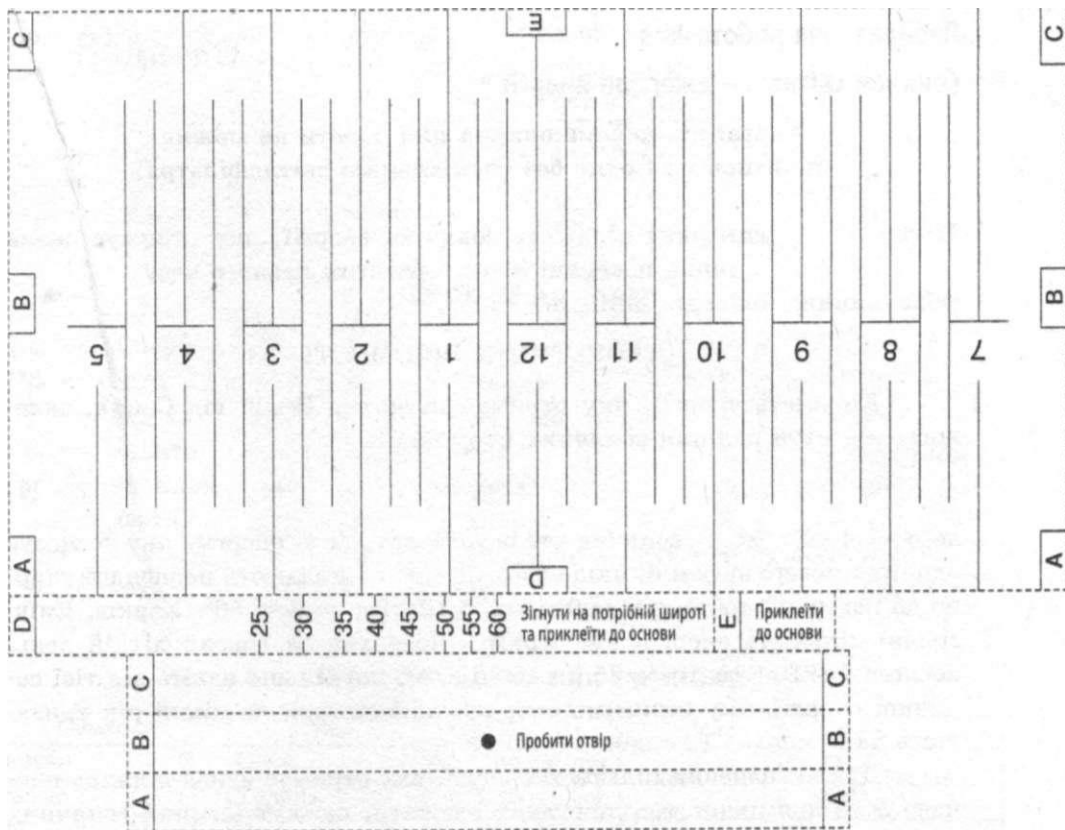 C
E
C
B
B
5
4
3
2
1
12
11
10
9
8
7
A
D
A
D
25
30
35
40
45
50
55
60
Зігнути на потрібній широті
та приклеїти до основи
E
Приклеїти
до основи
C
C
B
Пробити отвір
B
A
A